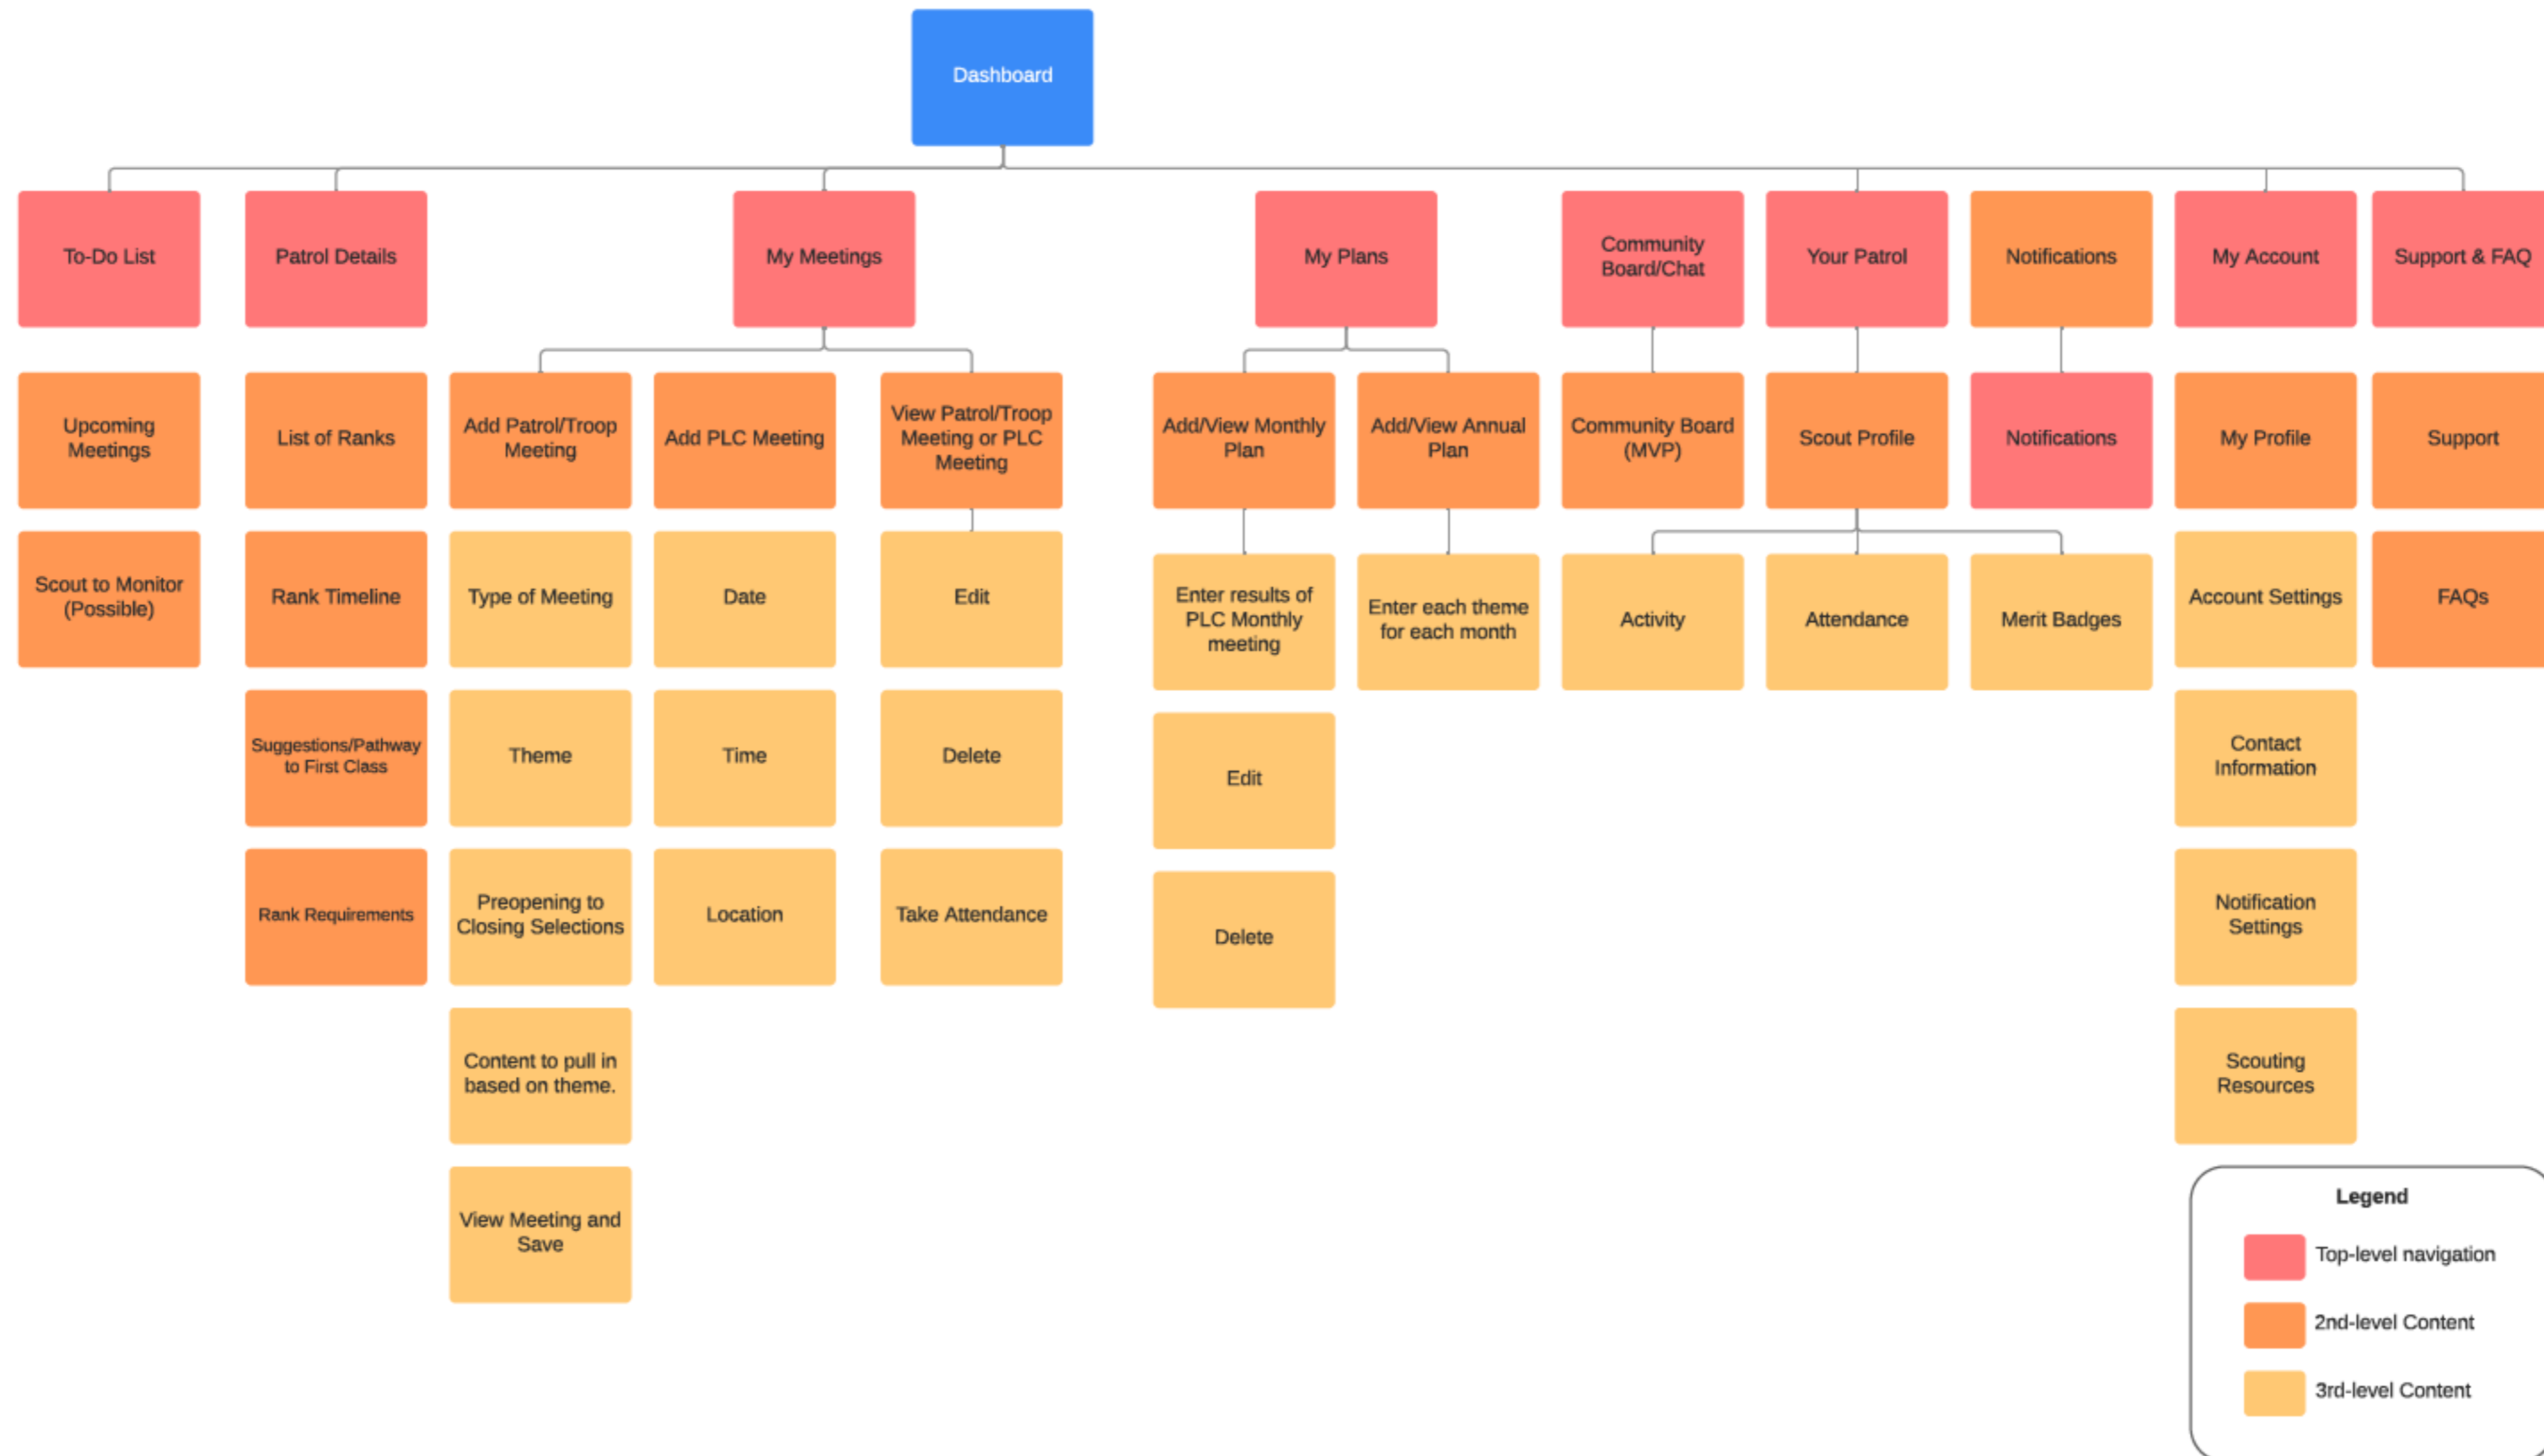 Dashboard
To-Do List
Patrol Details
My Meetings
My Plans
Community
Board/Chat
Your Patrol
Notifications
My Account
Support & FAQ
Upcoming
Meetings
List of Ranks
Add Patrol/Troop
Meeting
Add PLC Meeting
View Patrol/Troop
Meeting or PLC
Meeting
Add/View Monthly
Plan
Add/View Annual
Plan
Community Board
(MVP)
Scout Profile
Notifications
My Profile
Support
Scout to Monitor
(Possible)
Rank Timeline
Type of Meeting
Date
Edit
Enter results of
PLC Monthly
meeting
Enter each theme
for each month
Activity
Attendance
Merit Badges
Account Settings
FAQs
Suggestions/Pathway
to First Class
Theme
Time
Delete
Edit
Contact
Information
Rank Requirements
Preopening to
Closing Selections
Location
Take Attendance
Delete
Notification
Settings
Content to pull in
based on theme.
Scouting
Resources
View Meeting and
Save
Legend
Top-level navigation
2nd-level Content
3rd-level Content